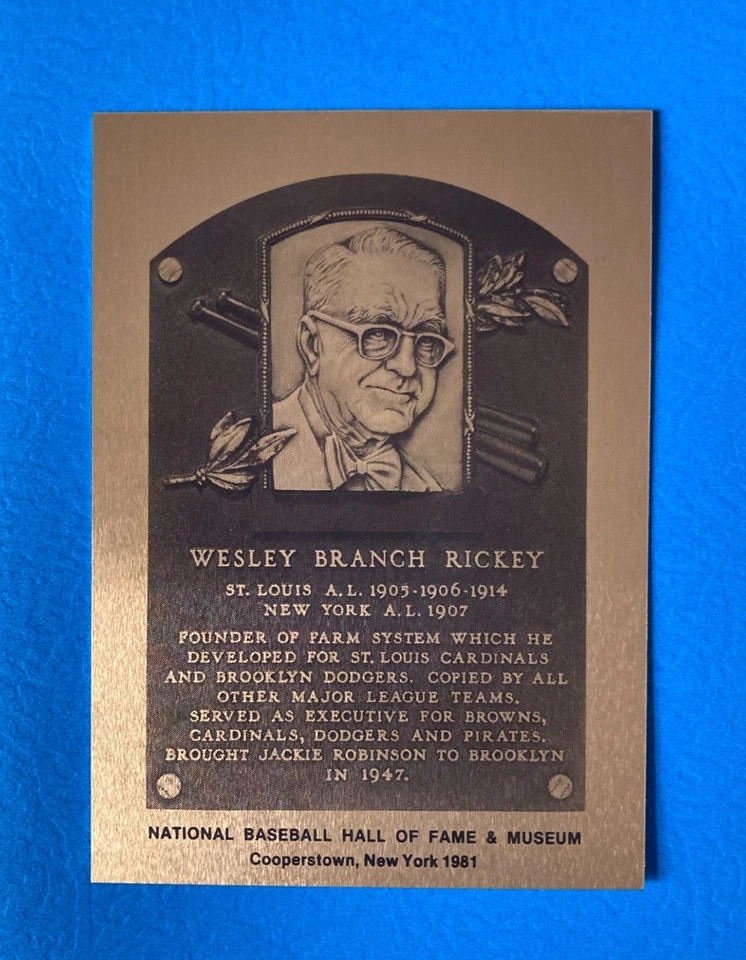 WESLEY BRANCH RICKEY
ST. LOUIS A.L. 1905-1906-1914
NEW YORK A.L. 1907
FOUNDER OF FARM SYSTEM WHICH HE
DEVELOPED FOR ST. LOUIS CARDINALS
AND BROOKLYN DODGERS. COPIED BY ALL
OTHER MAJOR LEAGUE TEAMS.
SERVED AS EXECUTIVE FOR BROWNS,
CARDINALS, DODGERS AND PIRATES.
BROUGHT JACKIE ROBINSON TO BROOKLYN
IN 1947.
NATIONAL BASEBALL HALL OF FAME & MUSEUM
Cooperstown, New York 1981